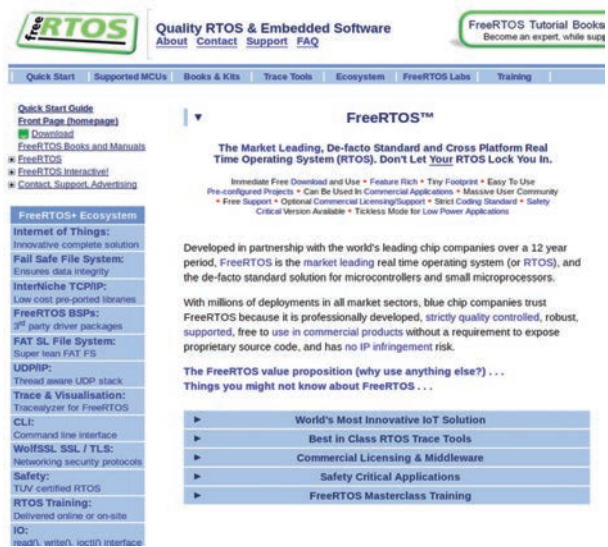 freeRTOS
Quality RTOS & Embedded Software
About Contact Support FAQ
FreeRTOS Tutorial Books
Become an expert, while supp
Quick Start Supported MCUs Books & Kits Trace Tools Ecosystem FreeRTOS Labs Training
Quick Start Guide
Front Page (homepage)
Download
FreeRTOS Books and Manuals
FreeRTOS
FreeRTOS Interactive!
Contact, Support, Advertising
FreeRTOS+ Ecosystem
Internet of Things:
Innovative complete solution
Fail Safe File System:
Ensures data integrity
InterNiche TCP/IP:
Low cost pre-ported libraries
FreeRTOS BSPs:
3rd party driver packages
FAT SL File System:
Super lean FAT FS
UDP/IP:
Thread aware UDP stack
Trace & Visualisation:
Tracealyzer for FreeRTOS
CLI:
Command line interface
WolfSSL SSL / TLS:
Networking security protocols
Safety:
TUV certified RTOS
RTOS Training:
Delivered online or on-site
IO:
read(), write(), ioctl() interface
FreeRTOS™
The Market Leading, De-facto Standard and Cross Platform Real
Time Operating System (RTOS). Don't Let Your RTOS Lock You In.
Immediate Free Download and Use • Feature Rich • Tiny Footprint • Easy To Use
Pre-configured Projects • Can Be Used In Commercial Applications • Massive User Community
• Free Support • Optional Commercial Licensing/Support • Strict Coding Standard • Safety
Critical Version Available • Tickless Mode for Low Power Applications
Developed in partnership with the world's leading chip companies over a 12 year
period, FreeRTOS is the market leading real time operating system (or RTOS), and
the de-facto standard solution for microcontrollers and small microprocessors.
With millions of deployments in all market sectors, blue chip companies trust
FreeRTOS because it is professionally developed, strictly quality controlled, robust,
supported, free to use in commercial products without a requirement to expose
proprietary source code, and has no IP infringement risk.
The FreeRTOS value proposition (why use anything else?) . . .
Things you might not know about FreeRTOS . . .
World's Most Innovative IoT Solution
Best in Class RTOS Trace Tools
Commercial Licensing & Middleware
Safety Critical Applications
FreeRTOS Masterclass Training